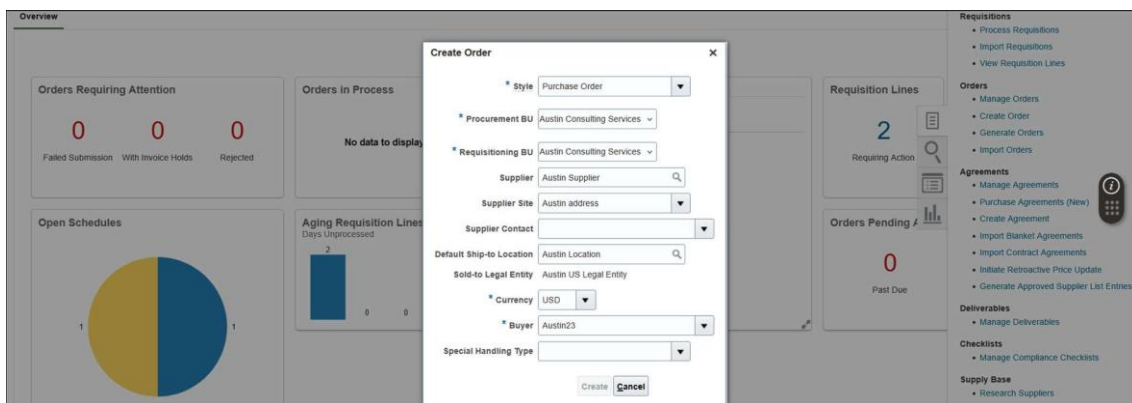 Overview
Orders Requiring Attention
0 0 0
Failed Submission With Invoice Holds Rejected
Orders in Process
No data to display
Open Schedules
1
1
Aging Requisition Lines
Days Unprocessed
2
0 0
Create Order ×
* Style Purchase Order
* Procurement BU Austin Consulting Services
* Requisitioning BU Austin Consulting Services
Supplier Austin Supplier
Supplier Site Austin address
Supplier Contact
Default Ship-to Location Austin Location
Sold-to Legal Entity Austin US Legal Entity
* Currency USD
* Buyer Austin23
Special Handling Type
Create Cancel
Requisition Lines
2
Requiring Action
Orders Pending A
0
Past Due
Requisitions
• Process Requisitions
• Import Requisitions
• View Requisition Lines
Orders
• Manage Orders
• Create Order
• Generate Orders
• Import Orders
Agreements
• Manage Agreements
• Purchase Agreements (New)
• Create Agreement
• Import Blanket Agreements
• Import Contract Agreements
• Initiate Retroactive Price Update
• Generate Approved Supplier List Entries
Deliverables
• Manage Deliverables
Checklists
• Manage Compliance Checklists
Supply Base
• Research Suppliers